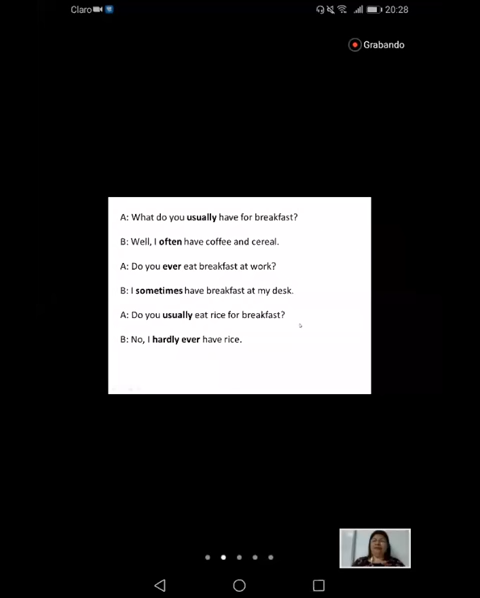 Claro
20:28
Grabando
A: What do you usually have for breakfast?
B: Well, I often have coffee and cereal.
A: Do you ever eat breakfast at work?
B: I sometimes have breakfast at my desk.
A: Do you usually eat rice for breakfast?
B: No, I hardly ever have rice.